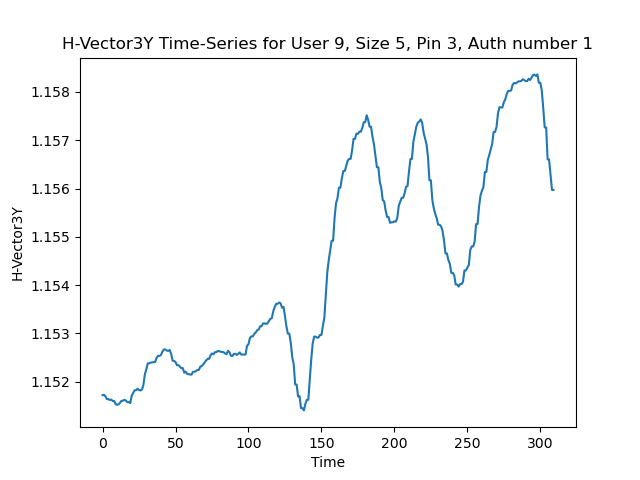 H-Vector3Y Time-Series for User 9, Size 5, Pin 3, Auth number 1
1.158
1.157
1.156
1.155
1.154
1.153
1.152
H-Vector3Y
0 50 100 150 200 250 300
Time